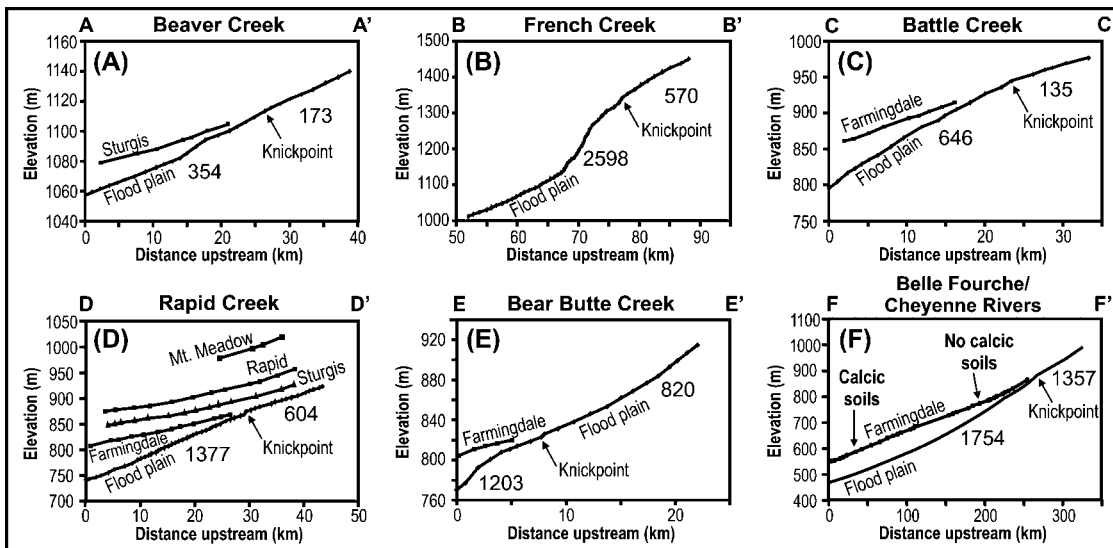 A Beaver Creek A'
(A)
Elevation (m)
1160
1140
1120
1100
1080
1060
1040
Sturgis
Flood plain
354
173
Knickpoint
0 10 20 30 40
Distance upstream (km)
B French Creek B'
(B)
Elevation (m)
1500
1400
1300
1200
1100
1000
Flood plain
2598
570
Knickpoint
50 60 70 80 90
Distance upstream (km)
C Battle Creek C
(C)
Elevation (m)
1000
950
900
850
800
750
Farmingdale
Flood plain
646
135
Knickpoint
0 10 20 30
Distance upstream (km)
D Rapid Creek D'
(D)
Elevation (m)
1050
1000
950
900
850
800
750
700
Mt. Meadow
Rapid
Sturgis
Farmingdale
Flood plain
1377
604
Knickpoint
0 10 20 30 40 50
Distance upstream (km)
E Bear Butte Creek E'
(E)
Elevation (m)
920
880
840
800
760
Farmingdale
1203
Flood plain
820
Knickpoint
0 10 20
Distance upstream (km)
Belle Fourche/
F Cheyenne Rivers F'
(F)
Elevation (m)
1100
1000
900
800
700
600
500
400
No calcic
soils
Calcic
soils
Farmingdale
Flood plain
1754
1357
Knickpoint
0 100 200 300
Distance upstream (km)